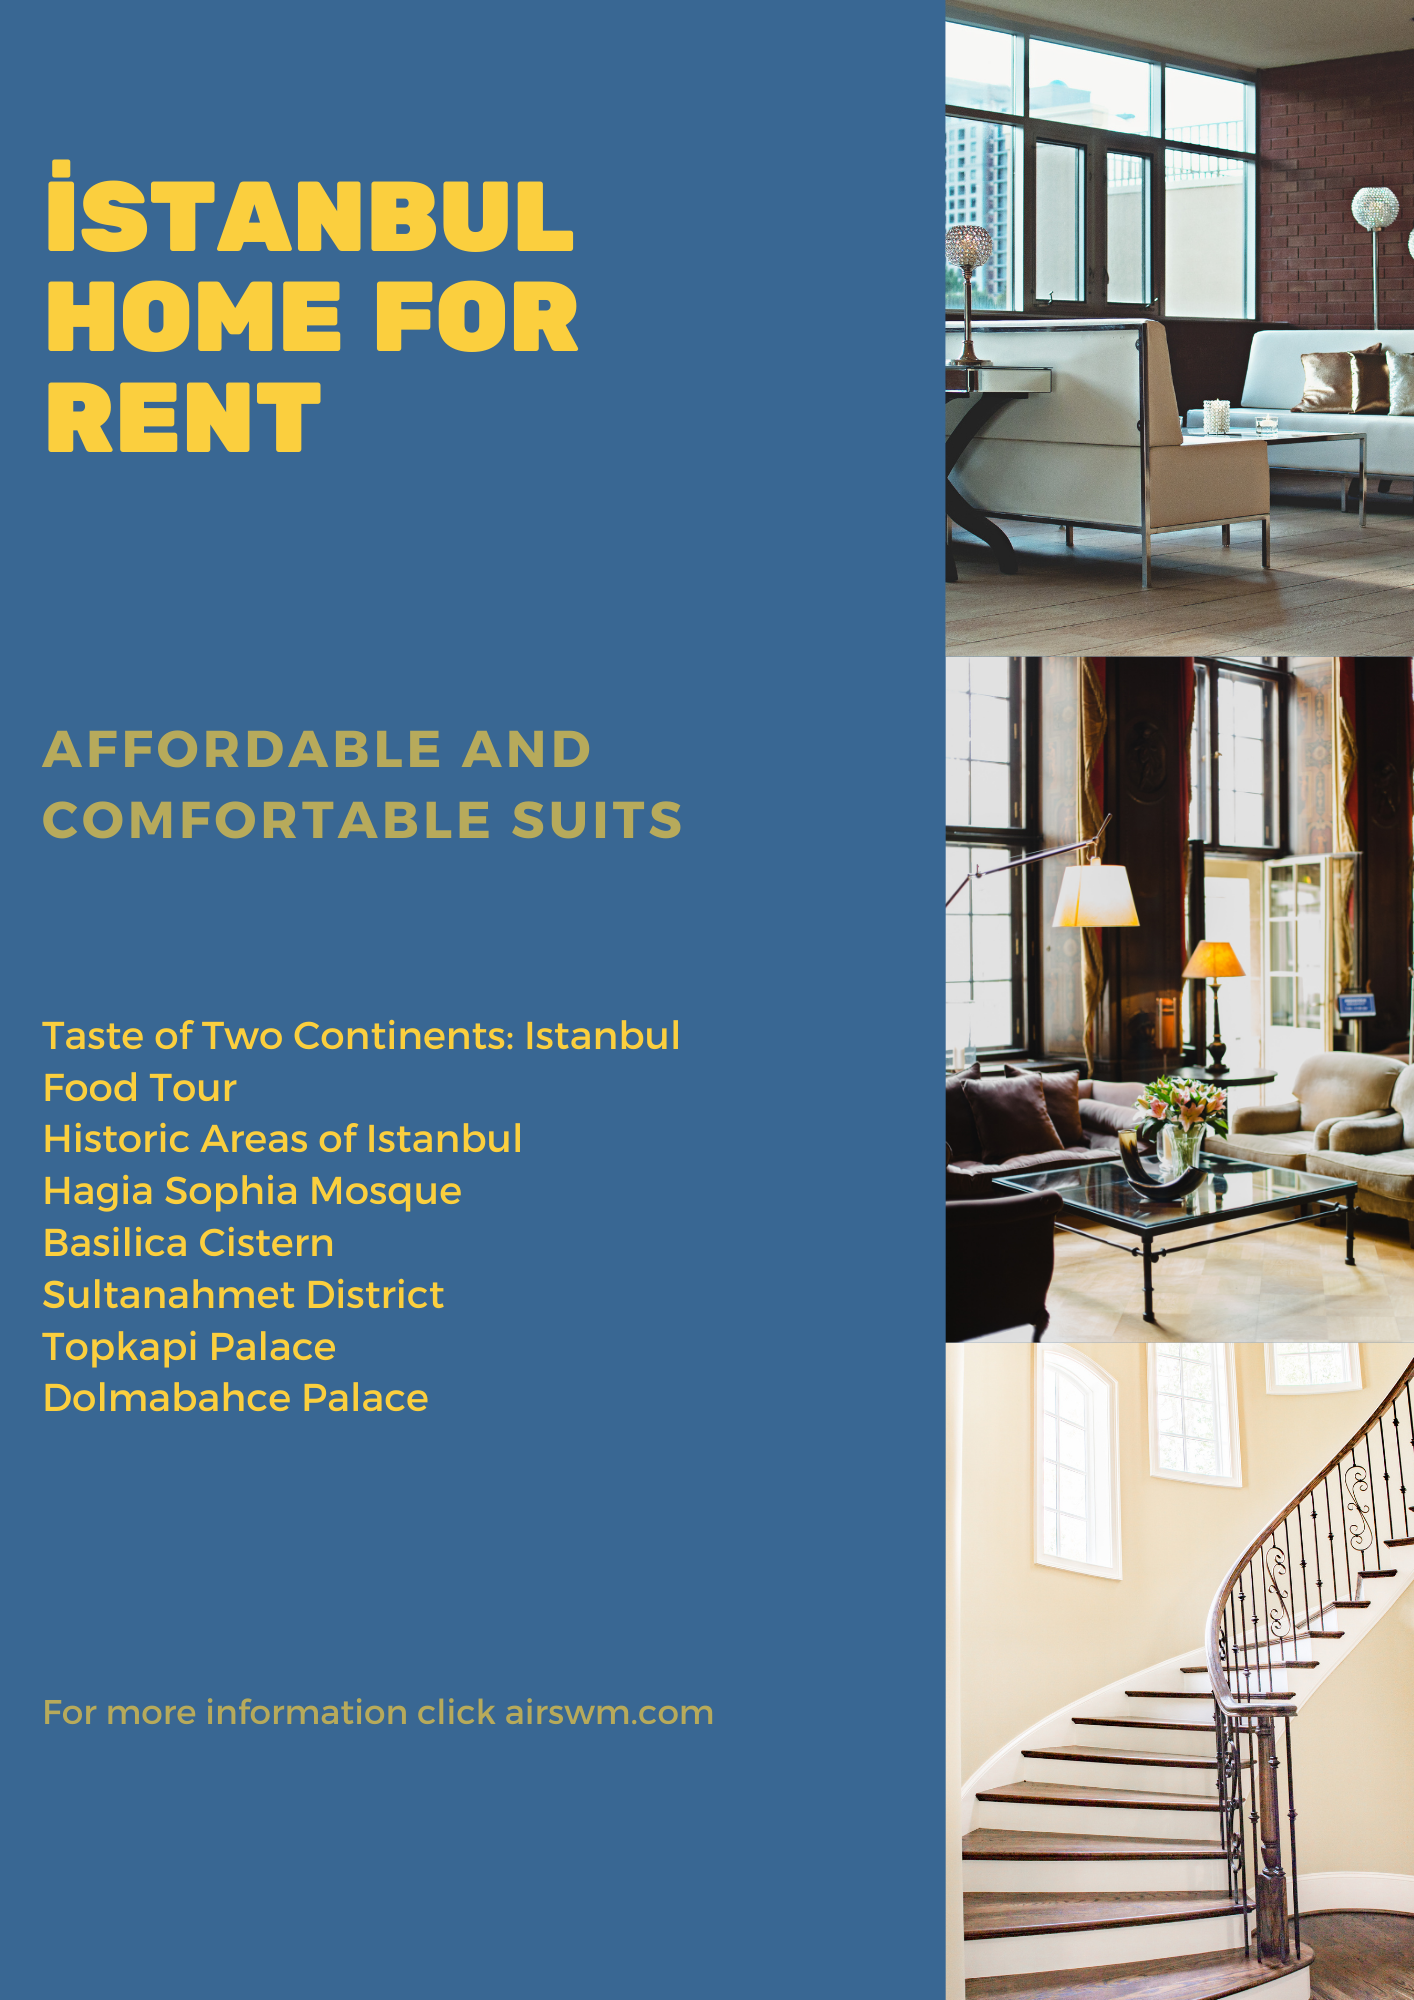 İSTANBUL
HOME FOR
RENT
AFFORDABLE AND
COMFORTABLE SUITS
Taste of Two Continents: Istanbul
Food Tour
Historic Areas of Istanbul
Hagia Sophia Mosque
Basilica Cistern
Sultanahmet District
Topkapi Palace
Dolmabahce Palace
For more information click airswm.com